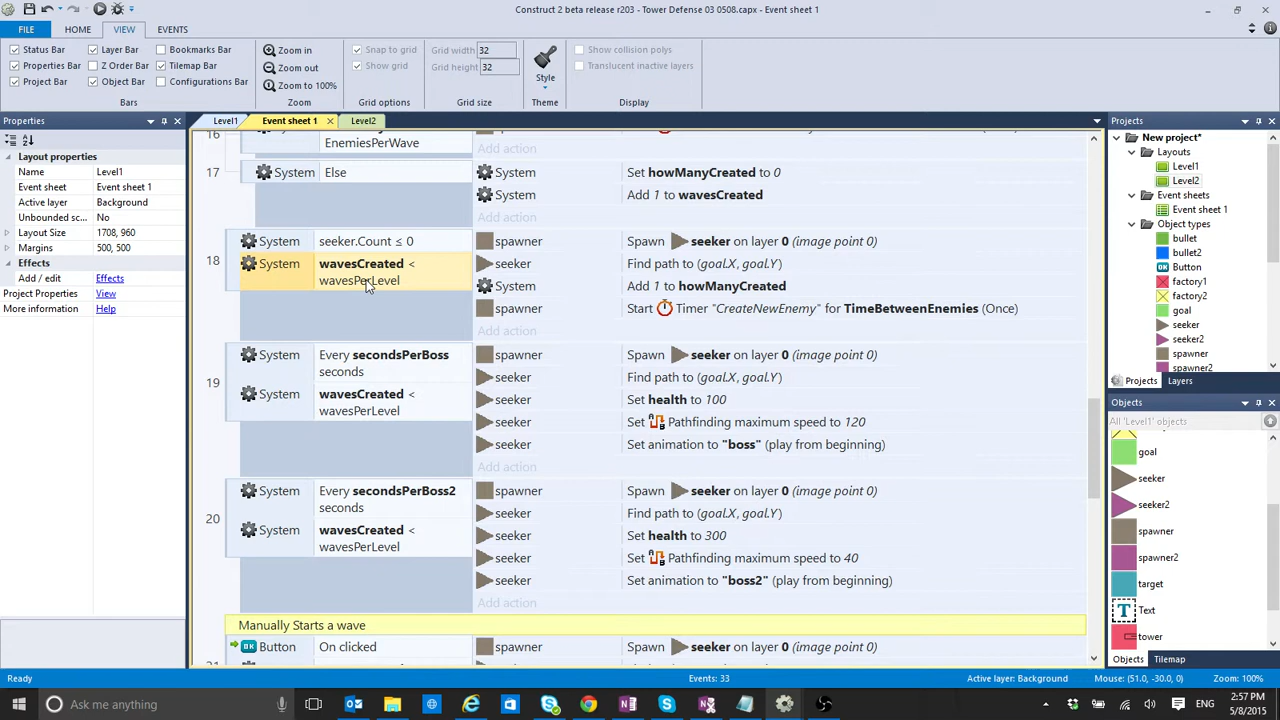 Construct 2 beta release r203 - Tower Defense 03 0508.capx - Event sheet 1
FILE HOME VIEW EVENTS
Status Bar Layer Bar Bookmarks Bar
Properties Bar Z Order Bar Tilemap Bar
Project Bar Object Bar Configurations Bar
Bars
Zoom in
Zoom out
Zoom to 100%
Zoom
Snap to grid
Show grid
Grid options
Grid width 32
Grid height 32
Grid size
Style
Theme
Show collision polys
Translucent inactive layers
Display
Properties
Layout properties
Name Level1
Event sheet Event sheet 1
Active layer Background
Unbounded sc... No
Layout Size 1708, 960
Margins 500, 500
Effects
Add / edit Effects
Project Properties View
More information Help
Level1 Event sheet 1 Level2
16
EnemiesPerWave
Add action
17 System Else
System Set howManyCreated to 0
System Add 1 to wavesCreated
Add action
18
System seeker.Count ≤ 0
System wavesCreated <
wavesPerLevel
spawner Spawn seeker on layer 0 (image point 0)
seeker Find path to (goal.X, goal.Y)
System Add 1 to howManyCreated
spawner Start Timer "CreateNewEnemy" for TimeBetweenEnemies (Once)
Add action
19
System Every secondsPerBoss
seconds
System wavesCreated <
wavesPerLevel
spawner Spawn seeker on layer 0 (image point 0)
seeker Find path to (goal.X, goal.Y)
seeker Set health to 100
seeker Set Pathfinding maximum speed to 120
seeker Set animation to "boss" (play from beginning)
Add action
20
System Every secondsPerBoss2
seconds
System wavesCreated <
wavesPerLevel
spawner Spawn seeker on layer 0 (image point 0)
seeker Find path to (goal.X, goal.Y)
seeker Set health to 300
seeker Set Pathfinding maximum speed to 40
seeker Set animation to "boss2" (play from beginning)
Add action
Manually Starts a wave
Button On clicked
spawner Spawn seeker on layer 0 (image point 0)
Projects
New project*
Layouts
Level1
Level2
Event sheets
Event sheet 1
Object types
bullet
bullet2
Button
factory1
factory2
goal
seeker
seeker2
spawner
spawner2
Projects Layers
Objects
All 'Level1' objects
goal
seeker
seeker2
spawner
spawner2
target
T Text
tower
Objects Tilemap
Ready Events: 33 Active layer: Background Mouse: (51.0, -30.0, 0) Zoom: 100%
Ask me anything
ENG
2:57 PM
5/8/2015